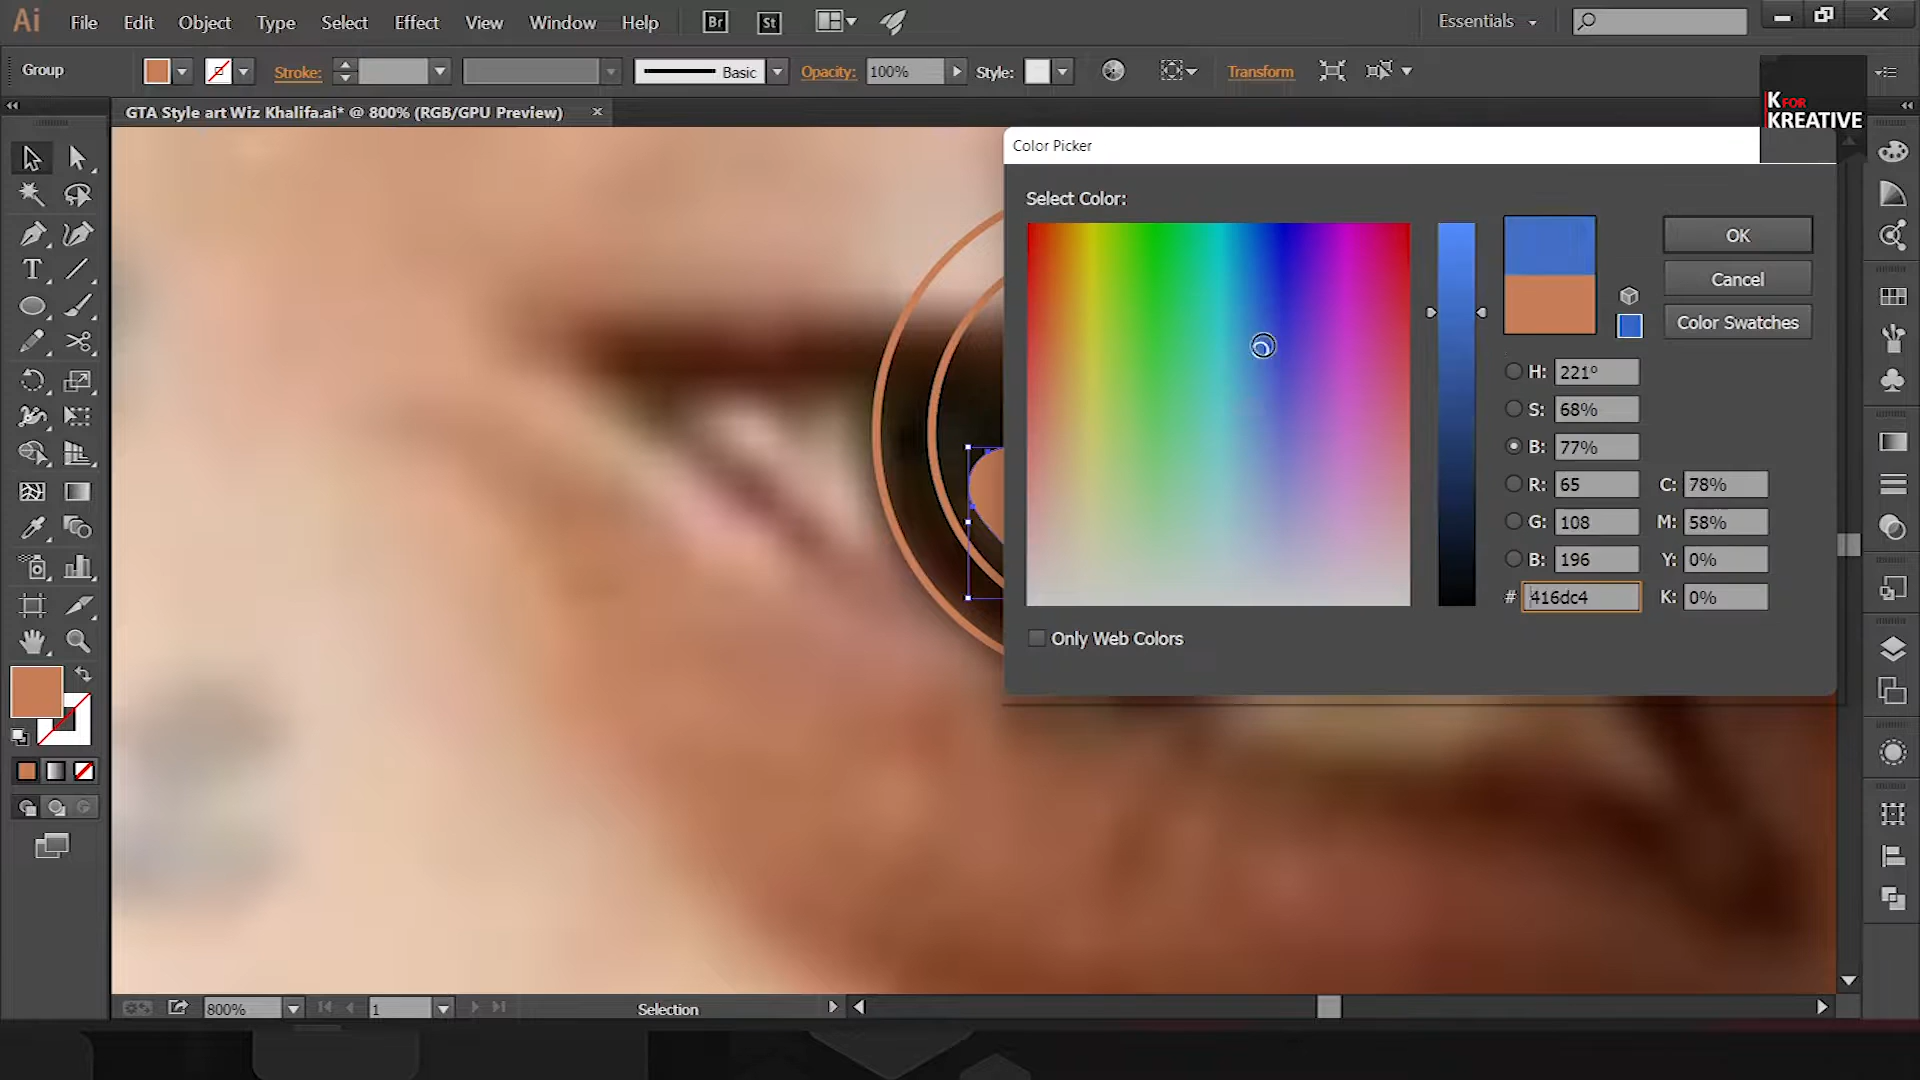 Ai File Edit Object Type Select Effect View Window Help Br St Essentials
Group Stroke: Basic Opacity: 100% Style: Transform
K FOR
KREATIVE
GTA Style art Wiz Khalifa.ai* @ 800% (RGB/GPU Preview)
Color Picker
Select Color:
OK
Cancel
Color Swatches
H: 221°
S: 68%
B: 77%
R: 65 C: 78%
G: 108 M: 58%
B: 196 Y: 0%
# 416dc4 K: 0%
Only Web Colors
800% 1 Selection